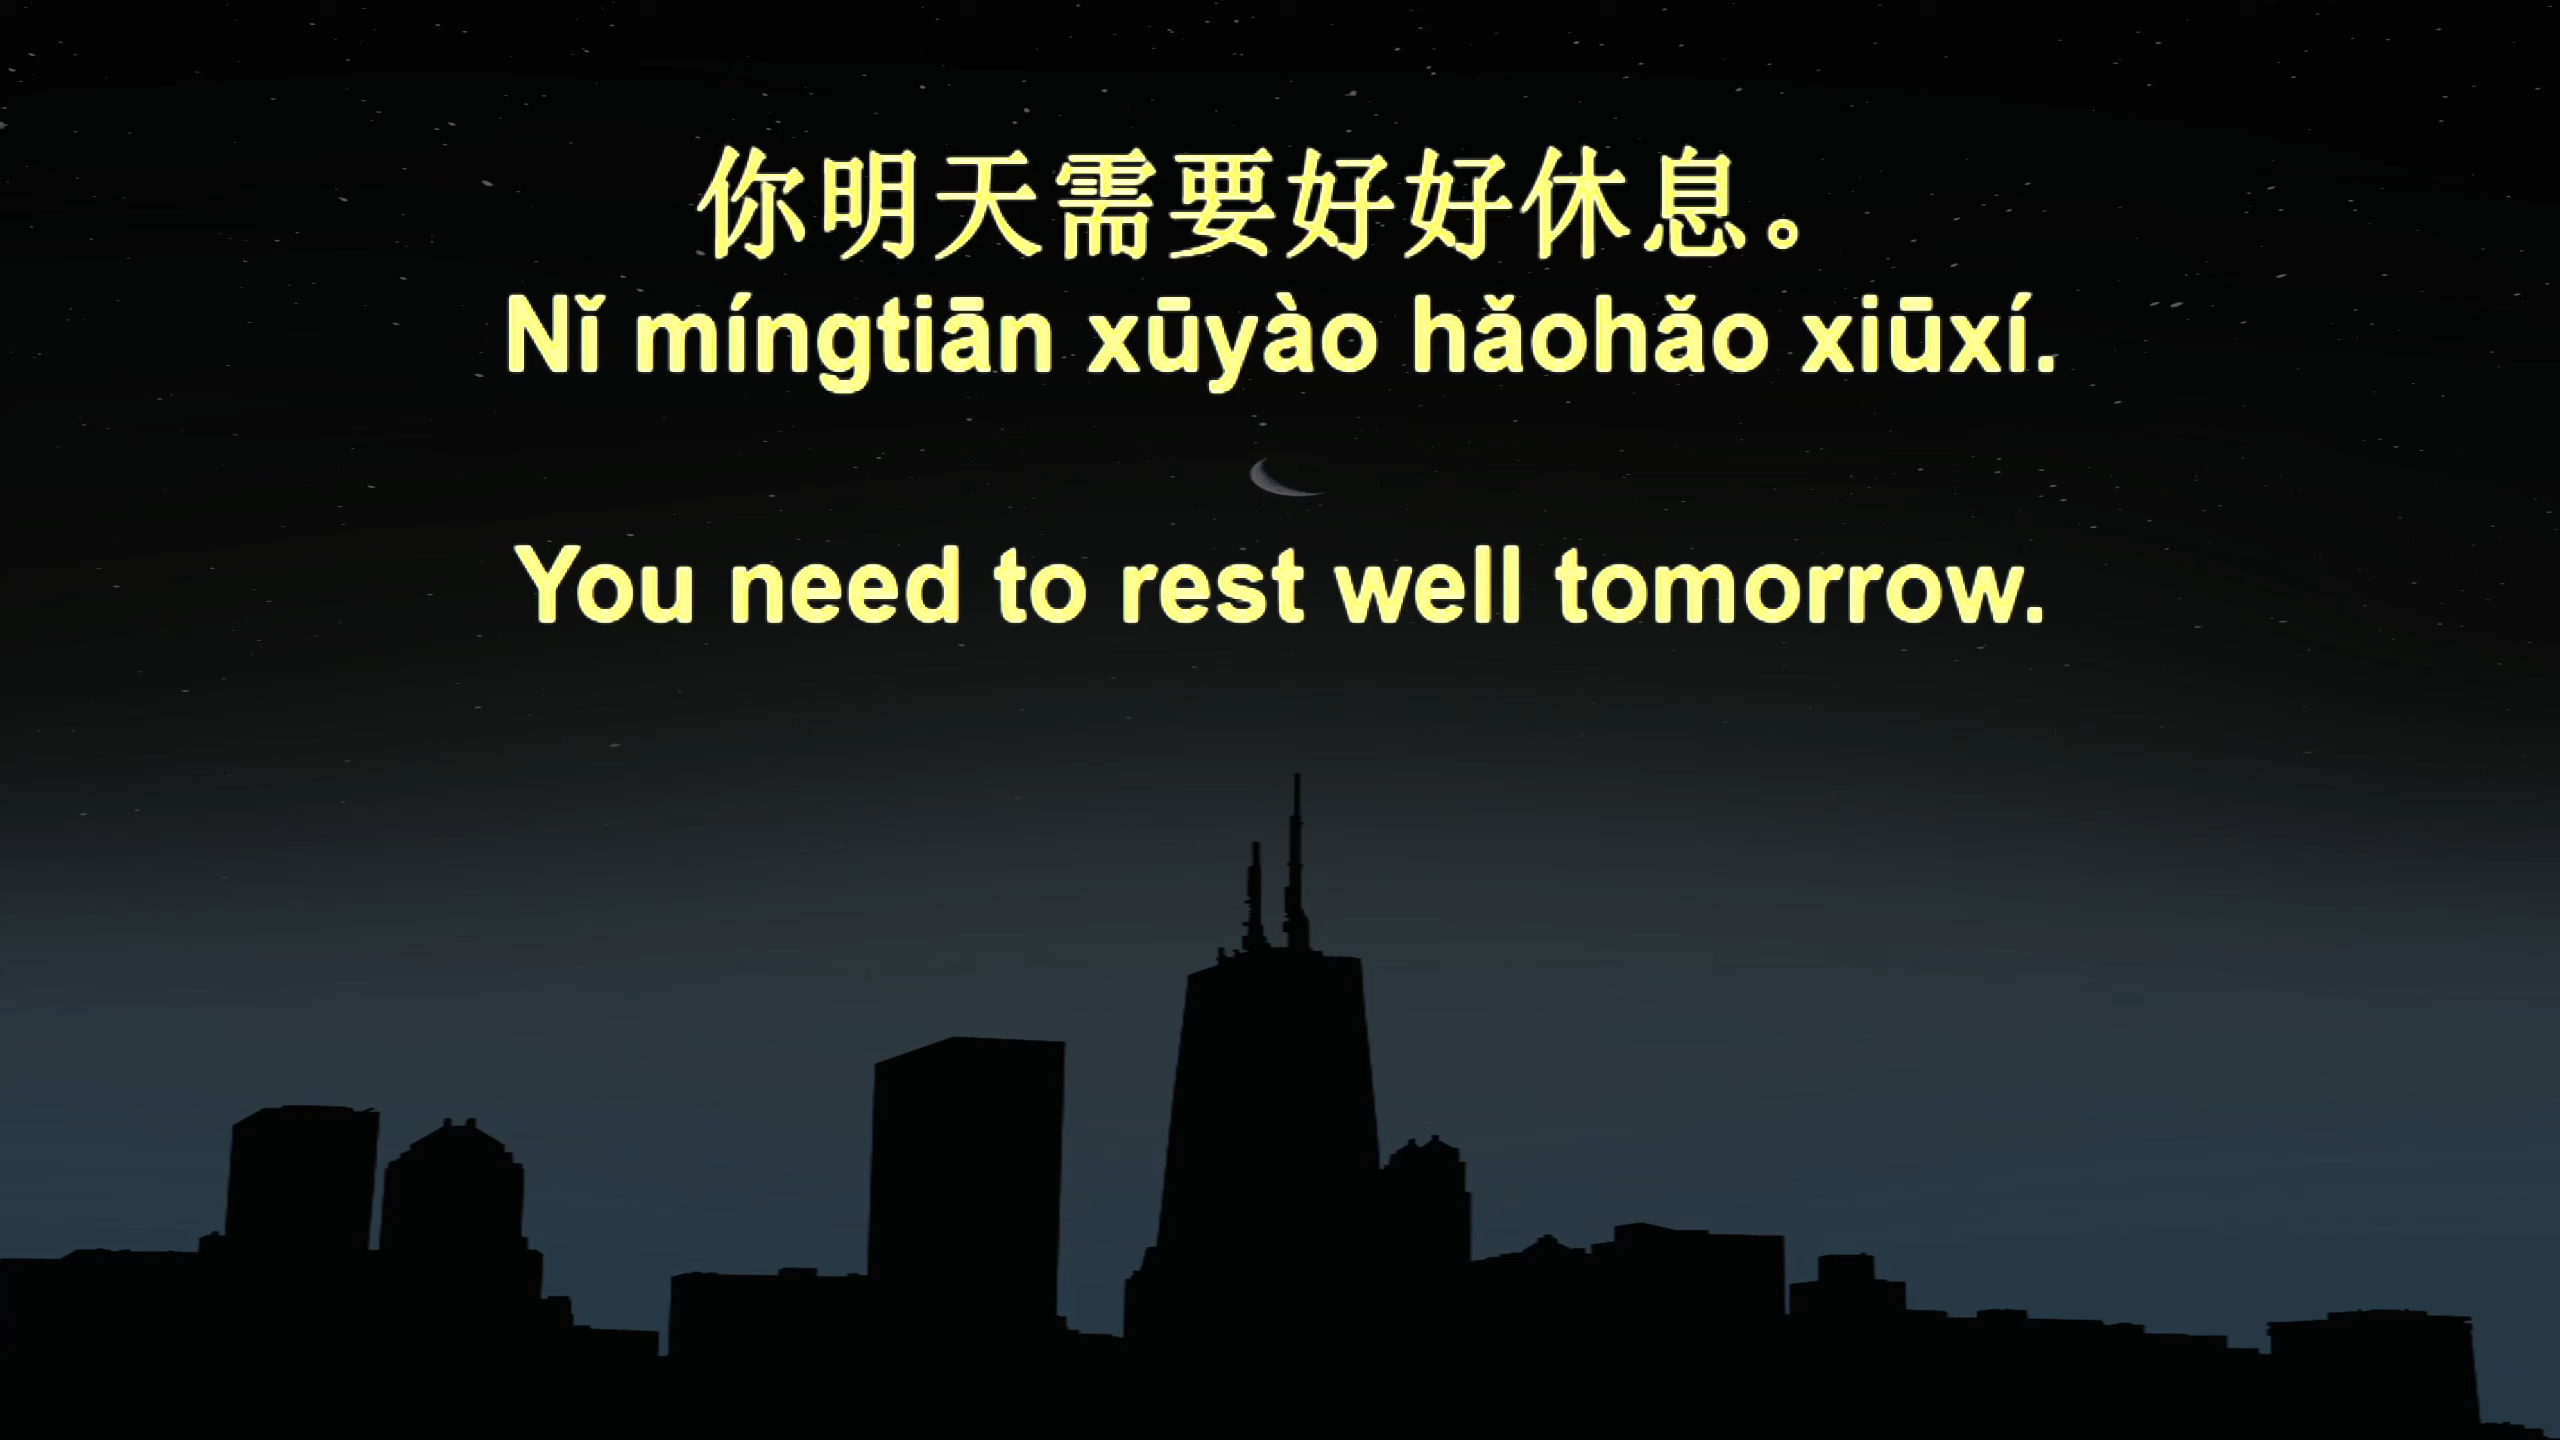 你明天需要好好休息。
Nǐ míngtiān xūyào hǎohǎo xiūxí.
You need to rest well tomorrow.